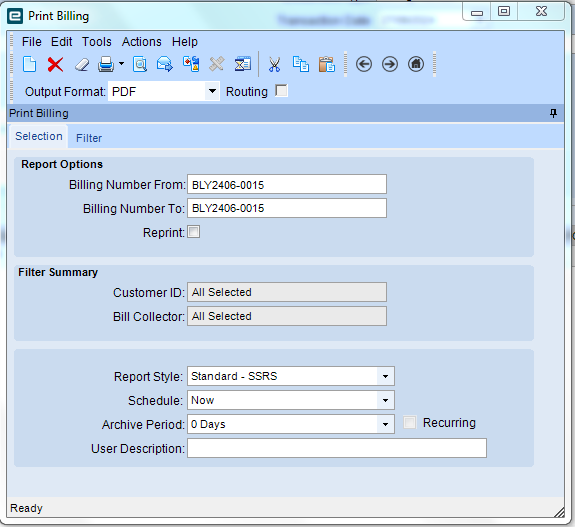 Print Billing
Transaction Date
File Edit Tools Actions Help
Output Format: PDF Routing
Print Billing
Selection Filter
Report Options
Billing Number From: BLY2406-0015
Billing Number To: BLY2406-0015
Reprint:
Filter Summary
Customer ID: All Selected
Bill Collector: All Selected
Report Style: Standard - SSRS
Schedule: Now
Archive Period: 0 Days Recurring
User Description:
Ready